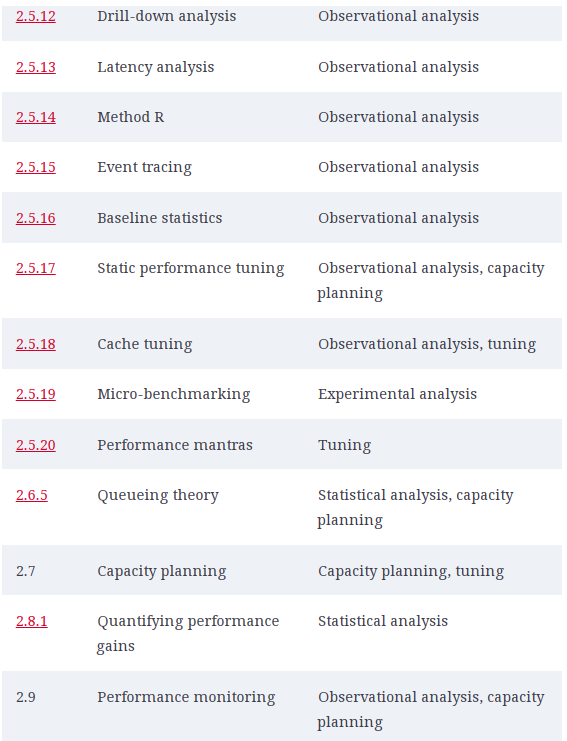 2.5.12 Drill-down analysis Observational analysis
2.5.13 Latency analysis Observational analysis
2.5.14 Method R Observational analysis
2.5.15 Event tracing Observational analysis
2.5.16 Baseline statistics Observational analysis
2.5.17 Static performance tuning Observational analysis, capacity
planning
2.5.18 Cache tuning Observational analysis, tuning
2.5.19 Micro-benchmarking Experimental analysis
2.5.20 Performance mantras Tuning
2.6.5 Queueing theory Statistical analysis, capacity
planning
2.7 Capacity planning Capacity planning, tuning
2.8.1 Quantifying performance Statistical analysis
gains
2.9 Performance monitoring Observational analysis, capacity
planning